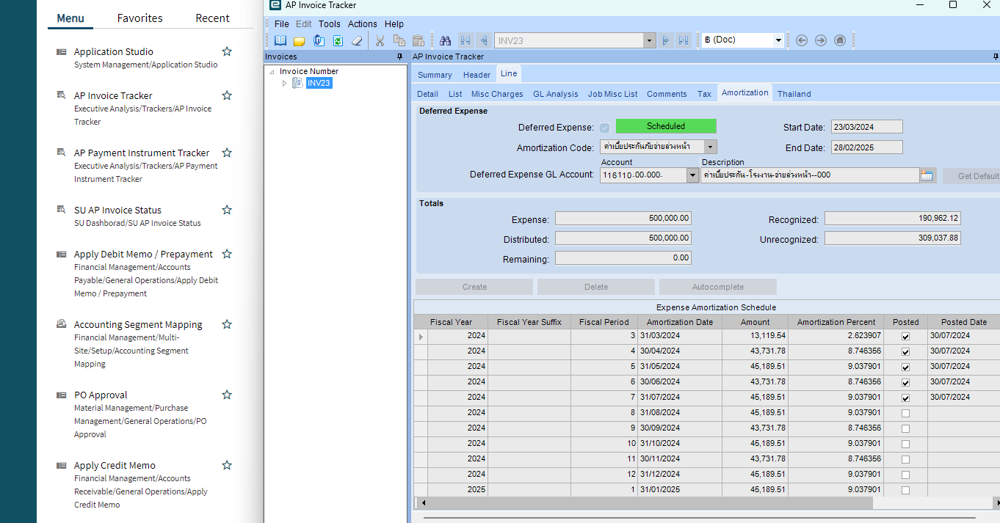 Menu Favorites Recent
Application Studio
System Management/Application Studio
AP Invoice Tracker
Executive Analysis/Trackers/AP Invoice
Tracker
AP Payment Instrument Tracker
Executive Analysis/Trackers/AP Payment
Instrument Tracker
SU AP Invoice Status
SU Dashborad/SU AP Invoice Status
Apply Debit Memo / Prepayment
Financial Management/Accounts
Payable/General Operations/Apply Debit
Memo / Prepayment
Accounting Segment Mapping
Financial Management/Multi-
Site/Setup/Accounting Segment
Mapping
PO Approval
Material Management/Purchase
Management/General Operations/PO
Approval
Apply Credit Memo
Financial Management/Accounts
Receivable/General Operations/Apply
Credit Memo
AP Invoice Tracker
File Edit Tools Actions Help
INV23 ฿ (Doc)
Invoices
Invoice Number
INV23
AP Invoice Tracker
Summary Header Line
Detail List Misc Charges GL Analysis Job Misc List Comments Tax Amortization Thailand
Deferred Expense
Deferred Expense: Scheduled Start Date: 23/03/2024
Amortization Code: ค่าเบี้ยประกันภัยจ่ายล่วงหน้า End Date: 28/02/2025
Account Description
Deferred Expense GL Account: 116110-00-000- ค่าเบี้ยประกัน-โรงงาน-จ่ายล่วงหน้า--000 Get Default
Totals
Expense: 500,000.00 Recognized: 190,962.12
Distributed: 500,000.00 Unrecognized: 309,037.88
Remaining: 0.00
Create Delete Autocomplete
Expense Amortization Schedule
Fiscal Year Fiscal Year Suffix Fiscal Period Amortization Date Amount Amortization Percent Posted Posted Date
2024 3 31/03/2024 13,119.54 2.623907 30/07/2024
2024 4 30/04/2024 43,731.78 8.746356 30/07/2024
2024 5 31/05/2024 45,189.51 9.037901 30/07/2024
2024 6 30/06/2024 43,731.78 8.746356 30/07/2024
2024 7 31/07/2024 45,189.51 9.037901 30/07/2024
2024 8 31/08/2024 45,189.51 9.037901
2024 9 30/09/2024 43,731.78 8.746356
2024 10 31/10/2024 45,189.51 9.037901
2024 11 30/11/2024 43,731.78 8.746356
2024 12 31/12/2024 45,189.51 9.037901
2025 1 31/01/2025 45,189.51 9.037901